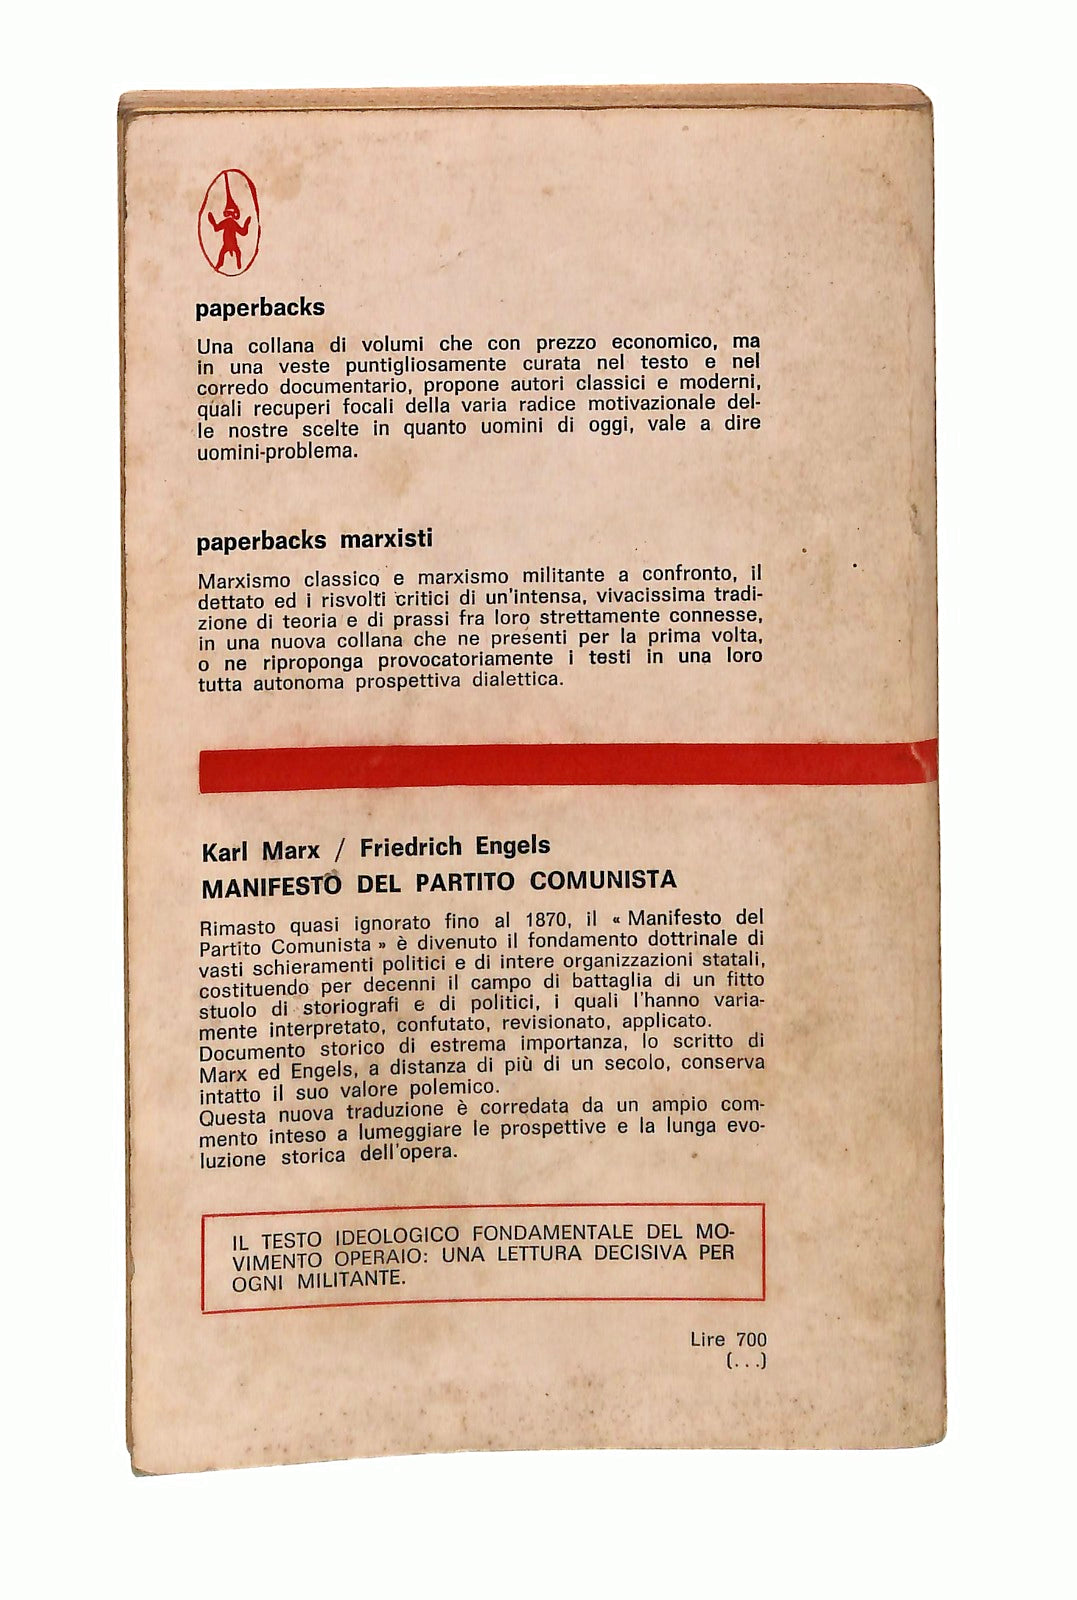 paperbacks
Una collana di volumi che con prezzo economico, ma
in una veste puntigliosamente curata nel testo e nel
corredo documentario, propone autori classici e moderni,
quali recuperi focali della varia radice motivazionale del-
le nostre scelte in quanto uomini di oggi, vale a dire
uomini-problema.
paperbacks marxisti
Marxismo classico e marxismo militante a confronto, il
dettato ed i risvolti critici di un'intensa, vivacissima tradi-
zione di teoria e di prassi fra loro strettamente connesse,
in una nuova collana che ne presenti per la prima volta,
o ne riproponga provocatoriamente i testi in una loro
tutta autonoma prospettiva dialettica.
Karl Marx / Friedrich Engels
MANIFESTO DEL PARTITO COMUNISTA
Rimasto quasi ignorato fino al 1870, il « Manifesto del
Partito Comunista » è divenuto il fondamento dottrinale di
vasti schieramenti politici e di intere organizzazioni statali,
costituendo per decenni il campo di battaglia di un fitto
stuolo di storiografi e di politici, i quali l'hanno varia-
mente interpretato, confutato, revisionato, applicato.
Documento storico di estrema importanza, lo scritto di
Marx ed Engels, a distanza di più di un secolo, conserva
intatto il suo valore polemico.
Questa nuova traduzione è corredata da un ampio com-
mento inteso a lumeggiare le prospettive e la lunga evo-
luzione storica dell'opera.
IL TESTO IDEOLOGICO FONDAMENTALE DEL MO-
VIMENTO OPERAIO: UNA LETTURA DECISIVA PER
OGNI MILITANTE.
Lire 700
(...)